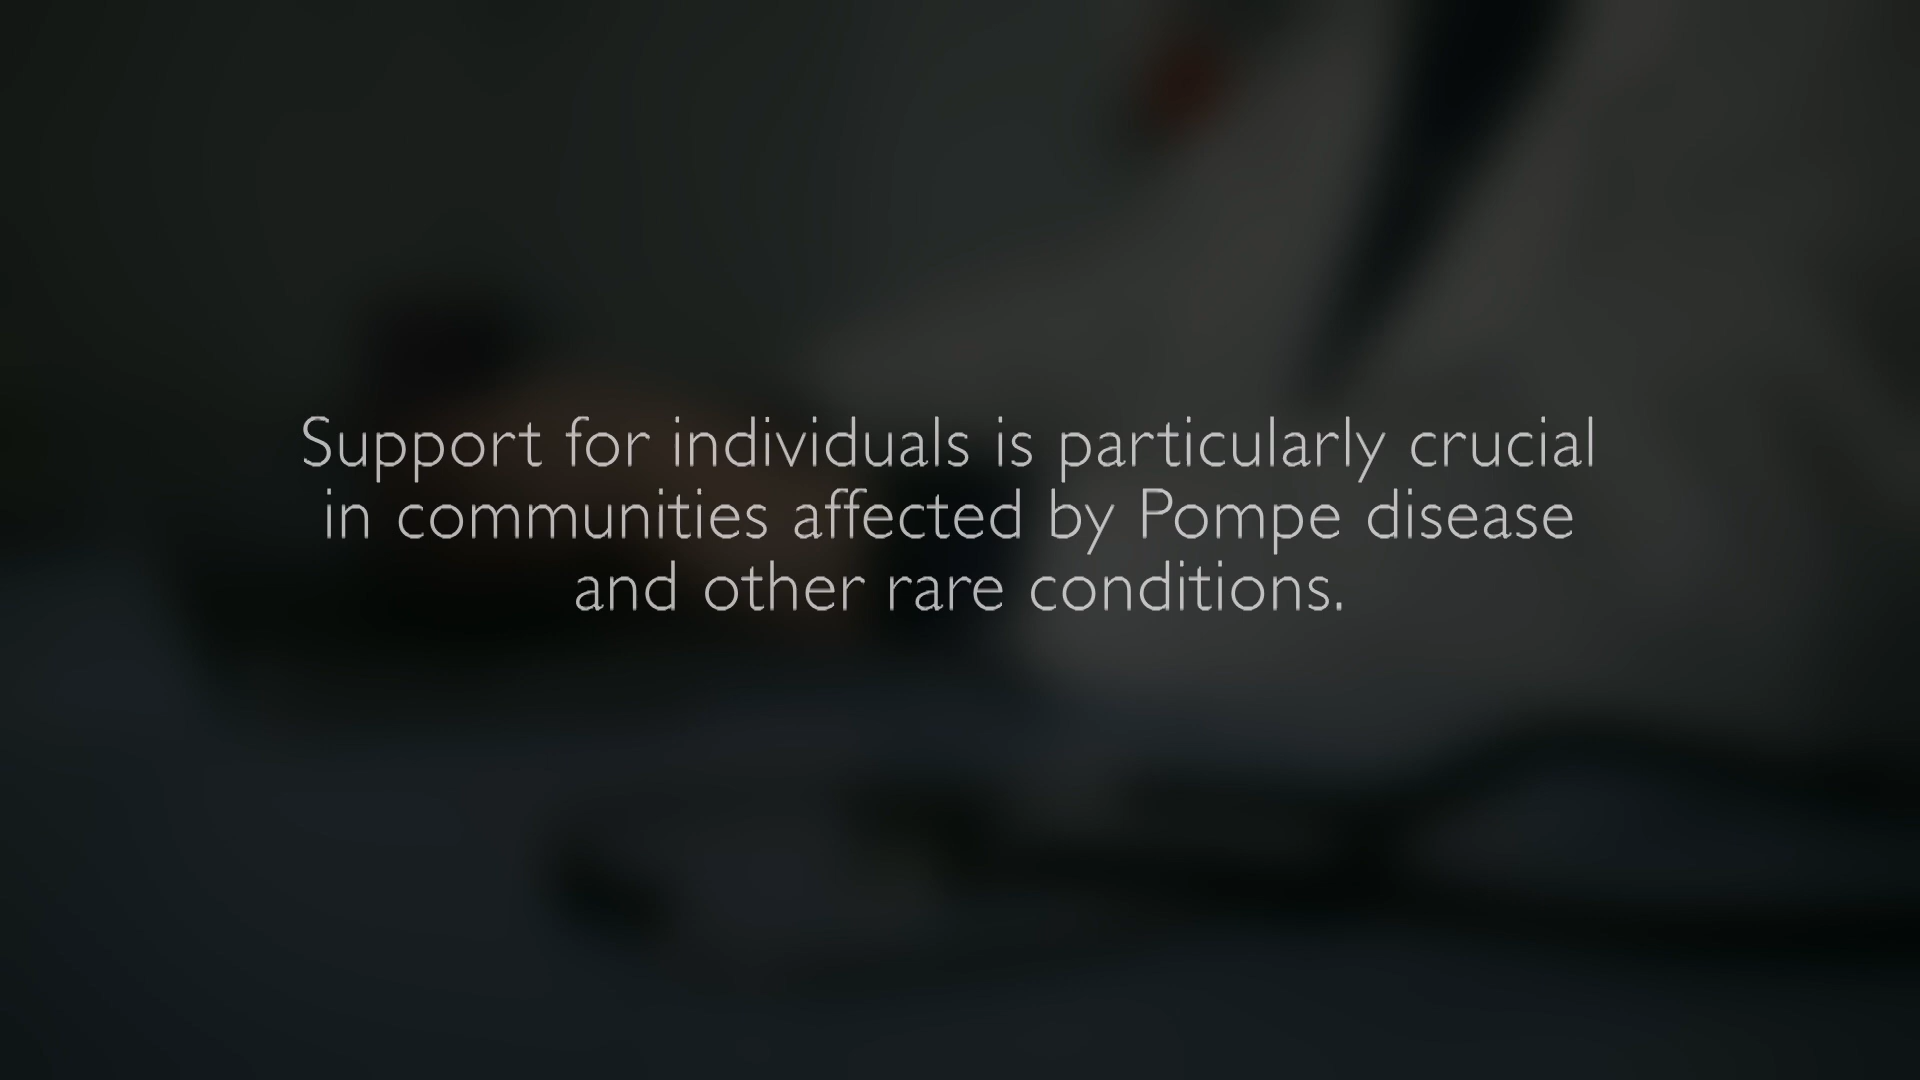 Support for individuals is particularly crucial
in communities affected by Pompe disease
and other rare conditions.